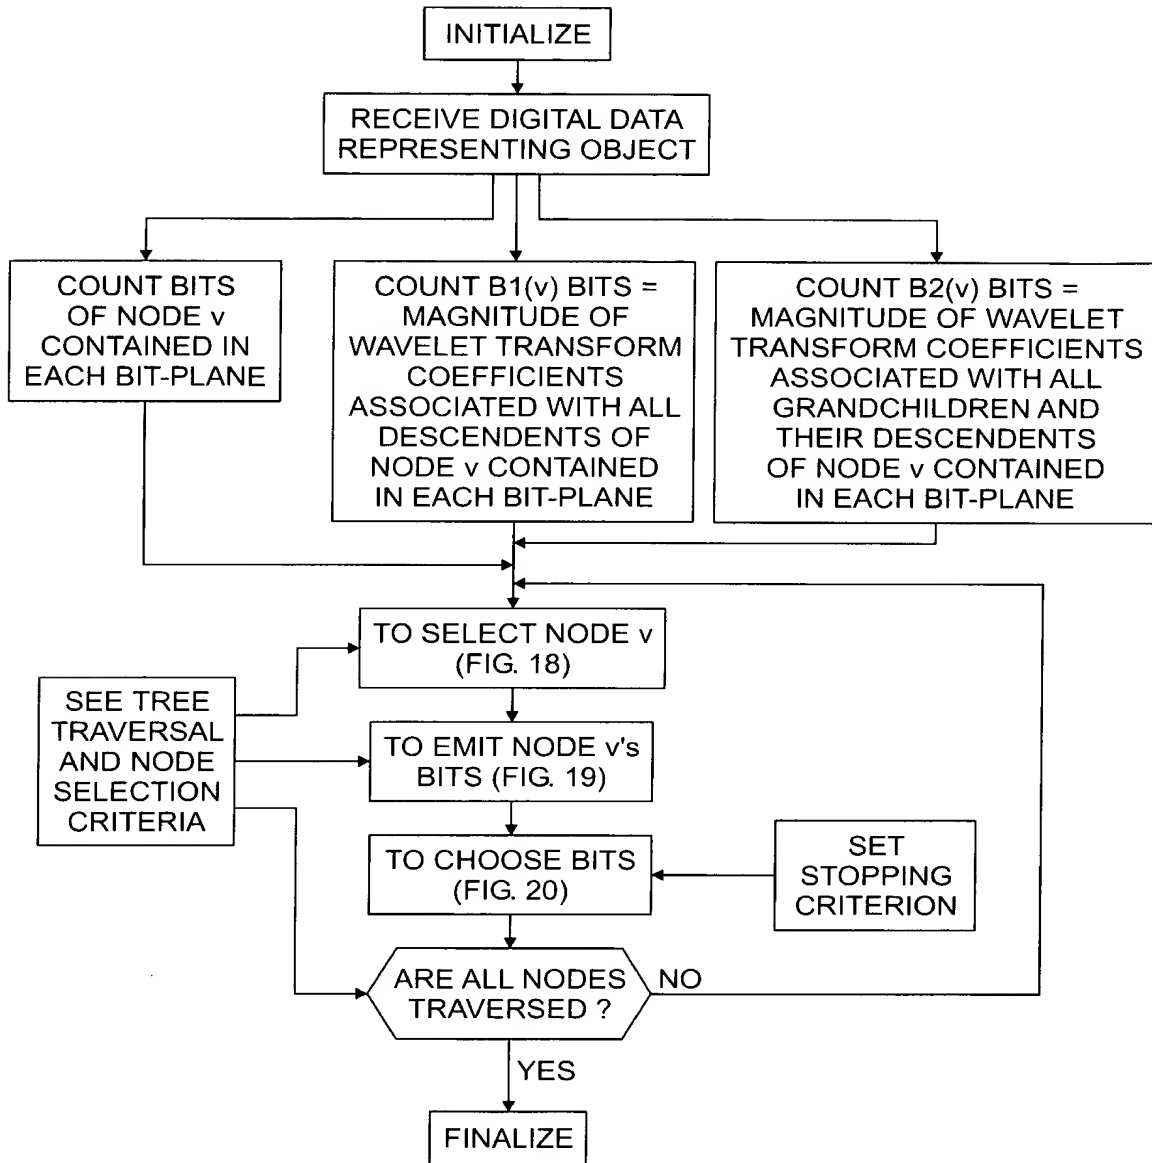 INITIALIZE
RECEIVE DIGITAL DATA
REPRESENTING OBJECT
COUNT BITS
OF NODE v
CONTAINED IN
EACH BIT-PLANE
COUNT B1(v) BITS =
MAGNITUDE OF
WAVELET TRANSFORM
COEFFICIENTS
ASSOCIATED WITH ALL
DESCENDENTS OF
NODE v CONTAINED
IN EACH BIT-PLANE
COUNT B2(v) BITS =
MAGNITUDE OF WAVELET
TRANSFORM COEFFICIENTS
ASSOCIATED WITH ALL
GRANDCHILDREN AND
THEIR DESCENDENTS
OF NODE v CONTAINED
IN EACH BIT-PLANE
TO SELECT NODE v
(FIG. 18)
SEE TREE
TRAVERSAL
AND NODE
SELECTION
CRITERIA
TO EMIT NODE v's
BITS (FIG. 19)
TO CHOOSE BITS
(FIG. 20)
SET
STOPPING
CRITERION
ARE ALL NODES
TRAVERSED ?
NO
YES
FINALIZE